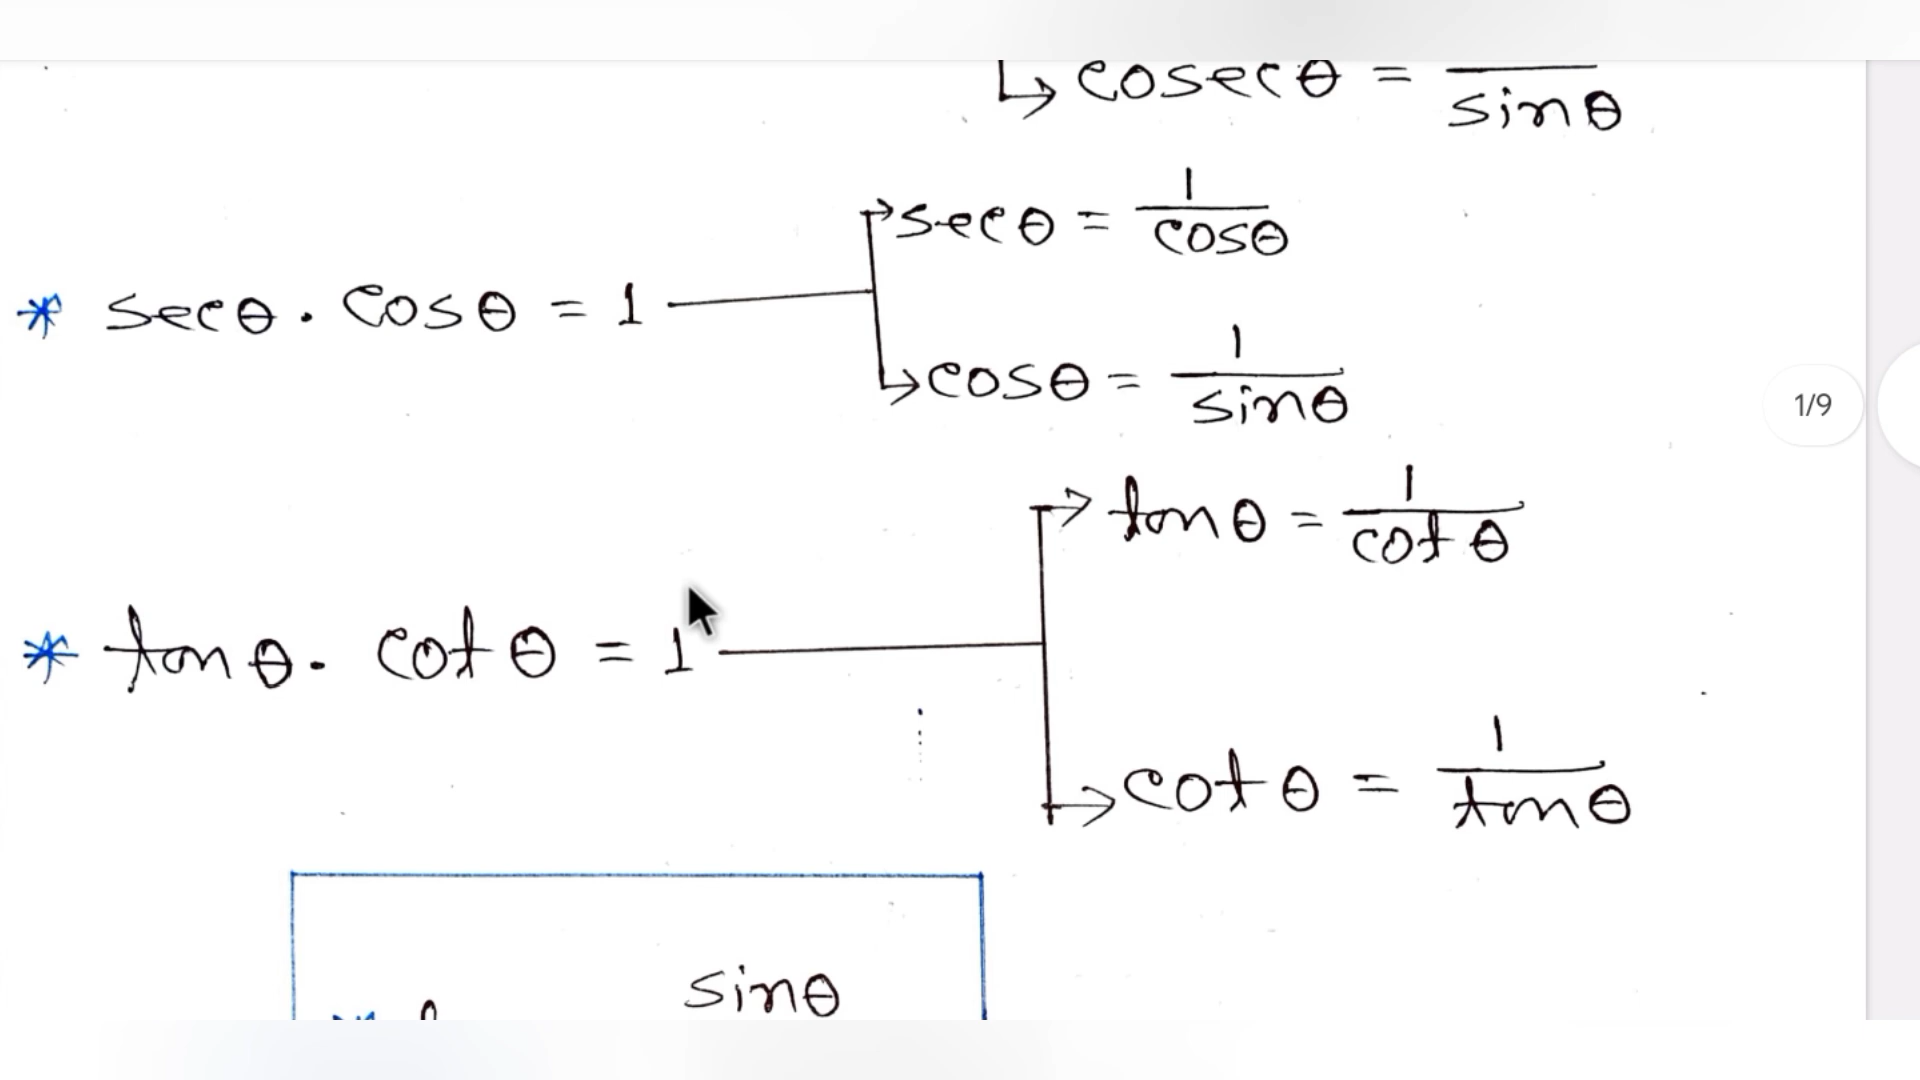 cosecθ = 
sinθ
secθ = 1/cosθ
* secθ . cosθ = 1
cosθ = 1/sinθ
1/9
tanθ = 1/cotθ
* tanθ . cotθ = 1
cotθ = 1/tanθ
sinθ